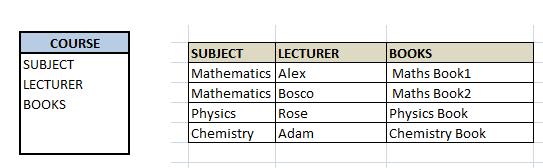 COURSE
SUBJECT
LECTURER
BOOKS
SUBJECT LECTURER BOOKS
Mathematics Alex Maths Book1
Mathematics Bosco Maths Book2
Physics Rose Physics Book
Chemistry Adam Chemistry Book